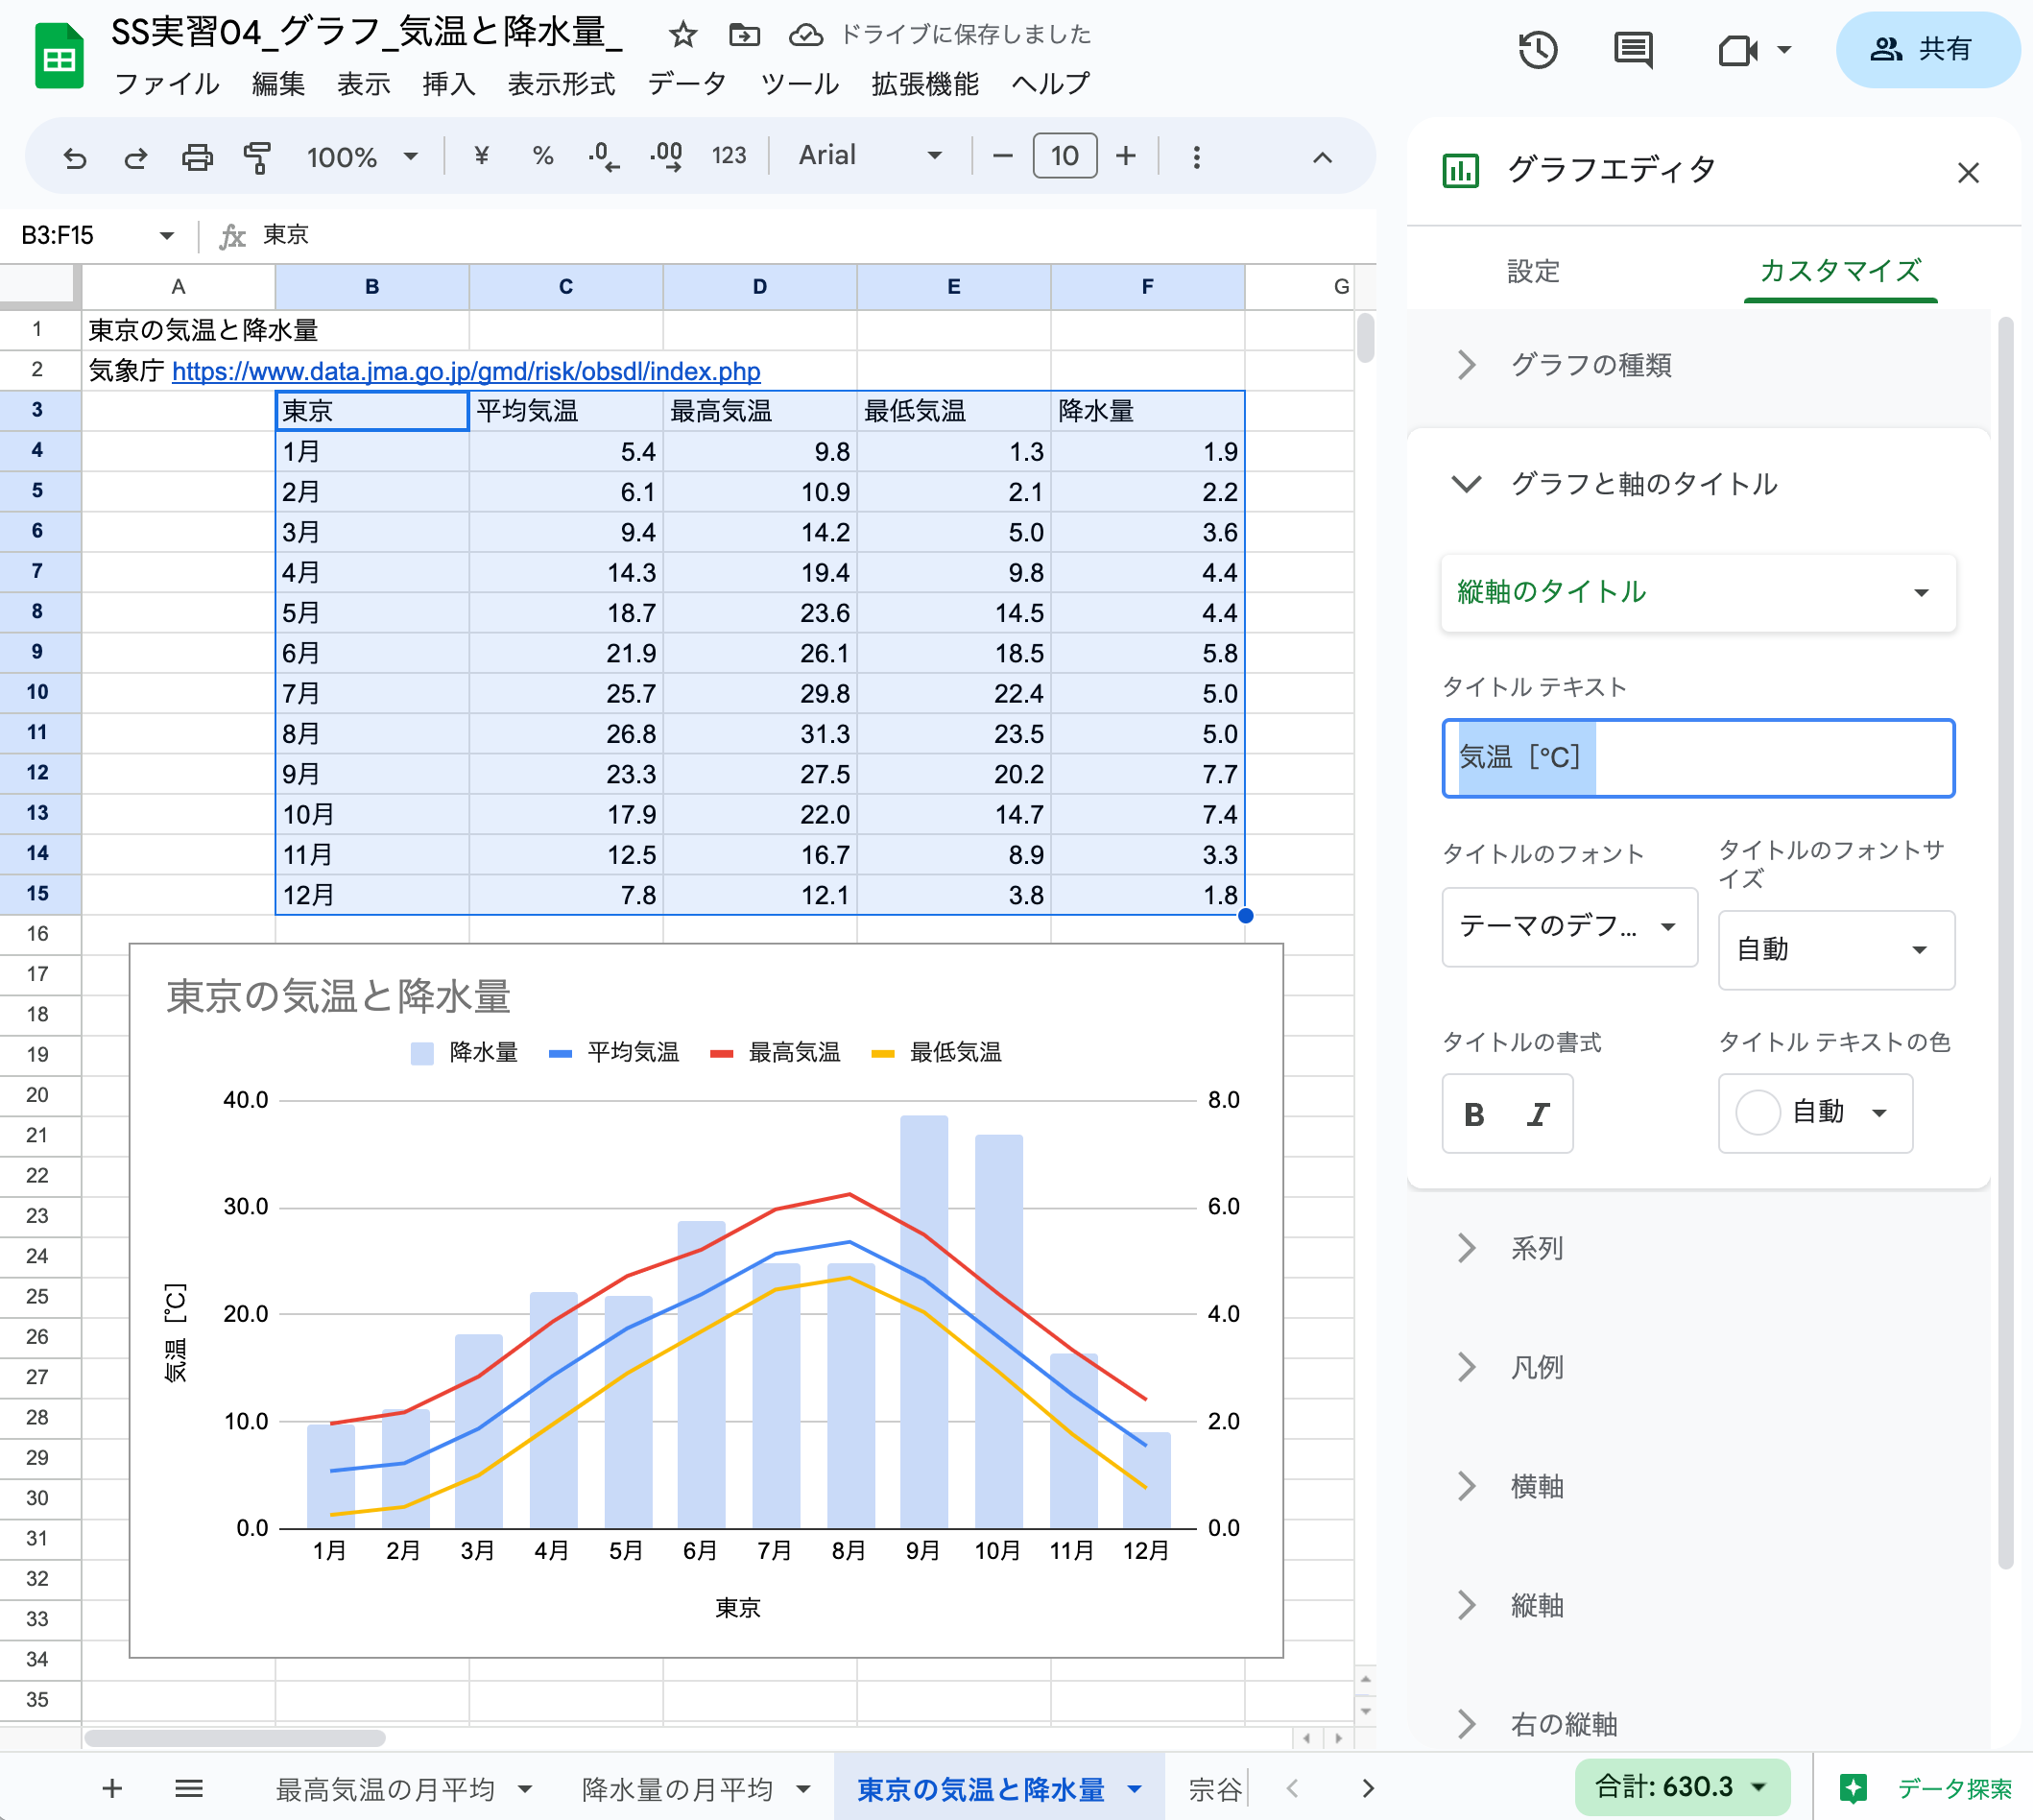 SS実習04_グラフ_気温と降水量_
ドライブに保存しました
共有
ファイル 編集 表示 挿入 表示形式 データ ツール 拡張機能 ヘルプ
100% ¥ % .0 .00 123 Arial 10
B3:F15 fx 東京
A B C D E F G
1 東京の気温と降水量
2 気象庁 https://www.data.jma.go.jp/gmd/risk/obsdl/index.php
3 東京 平均気温 最高気温 最低気温 降水量
4 1月 5.4 9.8 1.3 1.9
5 2月 6.1 10.9 2.1 2.2
6 3月 9.4 14.2 5.0 3.6
7 4月 14.3 19.4 9.8 4.4
8 5月 18.7 23.6 14.5 4.4
9 6月 21.9 26.1 18.5 5.8
10 7月 25.7 29.8 22.4 5.0
11 8月 26.8 31.3 23.5 5.0
12 9月 23.3 27.5 20.2 7.7
13 10月 17.9 22.0 14.7 7.4
14 11月 12.5 16.7 8.9 3.3
15 12月 7.8 12.1 3.8 1.8
16
17
18
19
20
21
22
23
24
25
26
27
28
29
30
31
32
33
34
35
東京の気温と降水量
降水量 平均気温 最高気温 最低気温
40.0 8.0
30.0 6.0
20.0 4.0
10.0 2.0
0.0 0.0
気温［℃］
1月 2月 3月 4月 5月 6月 7月 8月 9月 10月 11月 12月
東京
グラフエディタ
設定 カスタマイズ
グラフの種類
グラフと軸のタイトル
縦軸のタイトル
タイトル テキスト
気温［℃］
タイトルのフォント
テーマのデフ...
タイトルのフォントサ
イズ
自動
タイトルの書式
B I
タイトル テキストの色
自動
系列
凡例
横軸
縦軸
右の縦軸
最高気温の月平均 降水量の月平均 東京の気温と降水量 宗谷
合計: 630.3
データ探索